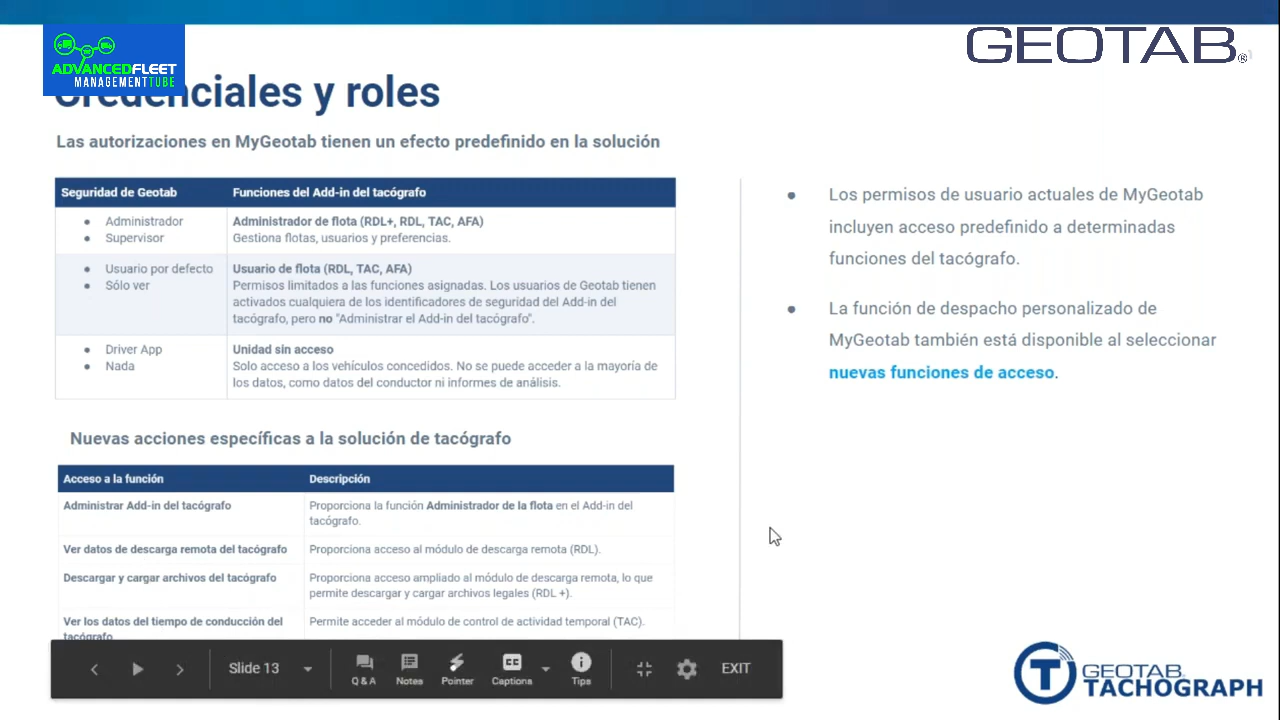 ADVANCEDFLEET
MANAGEMENTTUBE
GEOTAB®
Credenciales y roles
Las autorizaciones en MyGeotab tienen un efecto predefinido en la solución
Seguridad de Geotab
Funciones del Add-in del tacógrafo
● Administrador
● Supervisor
Administrador de flota (RDL+, RDL, TAC, AFA)
Gestiona flotas, usuarios y preferencias.
● Usuario por defecto
● Sólo ver
Usuario de flota (RDL, TAC, AFA)
Permisos limitados a las funciones asignadas. Los usuarios de Geotab tienen
activados cualquiera de los identificadores de seguridad del Add-in del
tacógrafo, pero no "Administrar el Add-in del tacógrafo".
● Driver App
● Nada
Unidad sin acceso
Solo acceso a los vehículos concedidos. No se puede acceder a la mayoría de
los datos, como datos del conductor ni informes de análisis.
Nuevas acciones específicas a la solución de tacógrafo
Acceso a la función
Descripción
Administrar Add-in del tacógrafo
Proporciona la función Administrador de la flota en el Add-in del
tacógrafo.
Ver datos de descarga remota del tacógrafo
Proporciona acceso al módulo de descarga remota (RDL).
Descargar y cargar archivos del tacógrafo
Proporciona acceso ampliado al módulo de descarga remota, lo que
permite descargar y cargar archivos legales (RDL +).
Ver los datos del tiempo de conducción del
tacógrafo
Permite acceder al módulo de control de actividad temporal (TAC).
● Los permisos de usuario actuales de MyGeotab
incluyen acceso predefinido a determinadas
funciones del tacógrafo.
● La función de despacho personalizado de
MyGeotab también está disponible al seleccionar
nuevas funciones de acceso.
Slide 13
Q & A
Notes
Pointer
CC
Captions
Tips
EXIT
T
GEOTAB
TACHOGRAPH